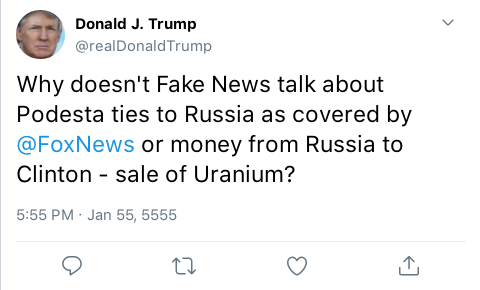 Donald J. Trump
@realDonaldTrump
Why doesn't Fake News talk about
Podesta ties to Russia as covered by
@FoxNews or money from Russia to
Clinton - sale of Uranium?
5:55 PM · Jan 55, 5555